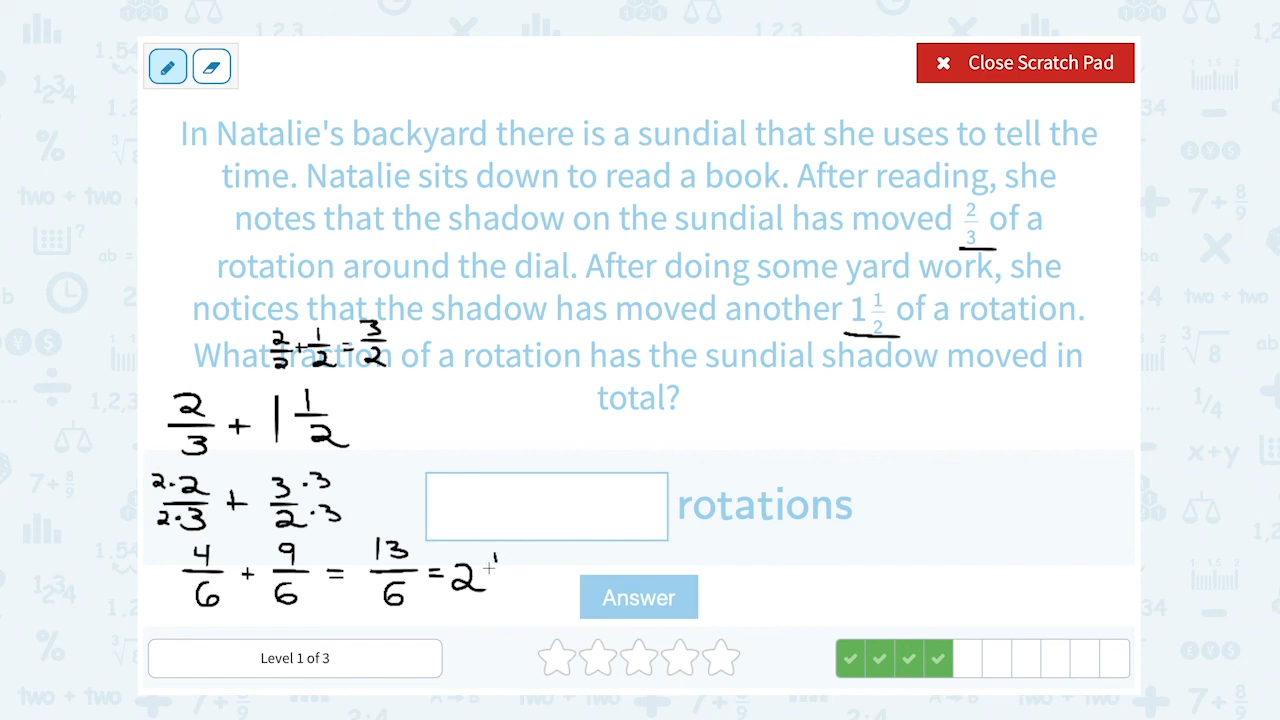 Close Scratch Pad
In Natalie's backyard there is a sundial that she uses to tell the
time. Natalie sits down to read a book. After reading, she
notes that the shadow on the sundial has moved 2/3 of a
rotation around the dial. After doing some yard work, she
notices that the shadow has moved another 1 1/2 of a rotation.
What fraction of a rotation has the sundial shadow moved in
total?
2/2 + 1/2 = 3/2
2/3 + 1 1/2
2·2/2·3 + 3·3/2·3
4/6 + 9/6 = 13/6 = 2 1
rotations
Answer
Level 1 of 3